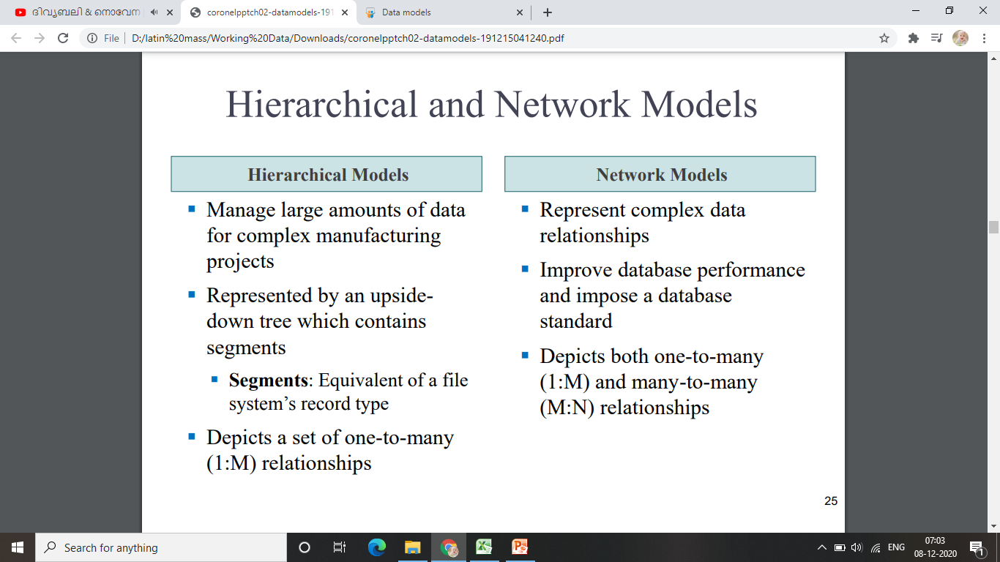 ദിവ്യബലി & നൊവേന
coronelpptch02-datamodels-191
Data models
File
D:/latin%20mass/Working%20Data/Downloads/coronelpptch02-datamodels-191215041240.pdf
Hierarchical and Network Models
Hierarchical Models
Manage large amounts of data
for complex manufacturing
projects
Represented by an upside-
down tree which contains
segments
Segments: Equivalent of a file
system’s record type
Depicts a set of one-to-many
(1:M) relationships
Network Models
Represent complex data
relationships
Improve database performance
and impose a database
standard
Depicts both one-to-many
(1:M) and many-to-many
(M:N) relationships
25
Search for anything
ENG
07:03
08-12-2020
1